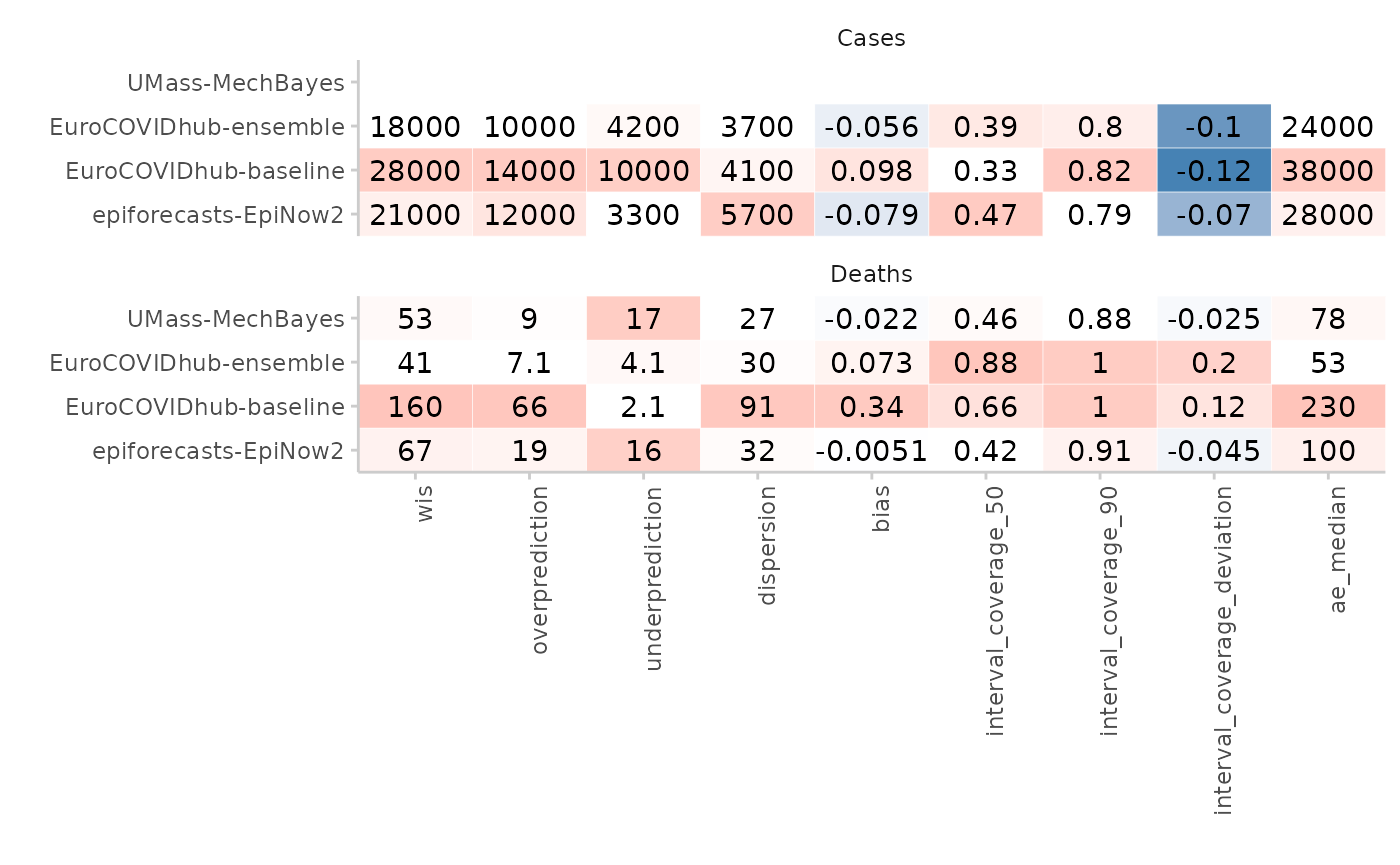 Cases
UMass-MechBayes
EuroCOVIDhub-ensemble 18000 10000 4200 3700 -0.056 0.39 0.8 -0.1 24000
EuroCOVIDhub-baseline 28000 14000 10000 4100 0.098 0.33 0.82 -0.12 38000
epiforecasts-EpiNow2 21000 12000 3300 5700 -0.079 0.47 0.79 -0.07 28000
Deaths
UMass-MechBayes 53 9 17 27 -0.022 0.46 0.88 -0.025 78
EuroCOVIDhub-ensemble 41 7.1 4.1 30 0.073 0.88 1 0.2 53
EuroCOVIDhub-baseline 160 66 2.1 91 0.34 0.66 1 0.12 230
epiforecasts-EpiNow2 67 19 16 32 -0.0051 0.42 0.91 -0.045 100
wis
overprediction
underprediction
dispersion
bias
interval_coverage_50
interval_coverage_90
interval_coverage_deviation
ae_median